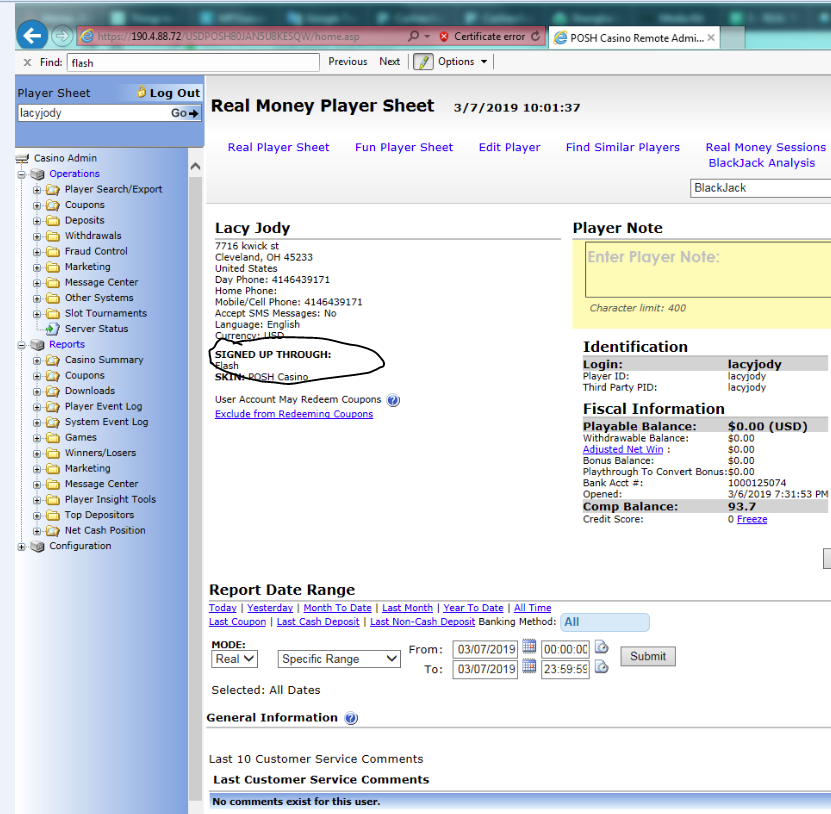 https://190.4.88.72/USDPOSH80JAN5U8KESQW/home.asp
Certificate error
POSH Casino Remote Admi...
x Find: flash Previous Next Options
Player Sheet Log Out
lacyjody Go
Casino Admin
Operations
Player Search/Export
Coupons
Deposits
Withdrawals
Fraud Control
Marketing
Message Center
Other Systems
Slot Tournaments
Server Status
Reports
Casino Summary
Coupons
Downloads
Player Event Log
System Event Log
Games
Winners/Losers
Marketing
Message Center
Player Insight Tools
Top Depositors
Net Cash Position
Configuration
Real Money Player Sheet 3/7/2019 10:01:37
Real Player Sheet Fun Player Sheet Edit Player Find Similar Players Real Money Sessions
BlackJack Analysis
BlackJack
Lacy Jody
7716 kwick st
Cleveland, OH 45233
United States
Day Phone: 4146439171
Home Phone:
Mobile/Cell Phone: 4146439171
Accept SMS Messages: No
Language: English
Currency: USD
SIGNED UP THROUGH:
Flash
SKIN: POSH Casino
User Account May Redeem Coupons ?
Exclude from Redeeming Coupons
Player Note
Enter Player Note:
Character limit: 400
Identification
Login: lacyjody
Player ID: lacyjody
Third Party PID: lacyjody
Fiscal Information
Playable Balance: $0.00 (USD)
Withdrawable Balance: $0.00
Adjusted Net Win : $0.00
Bonus Balance: $0.00
Playthrough To Convert Bonus:$0.00
Bank Acct #: 1000125074
Opened: 3/6/2019 7:31:53 PM
Comp Balance: 93.7
Credit Score: 0 Freeze
Report Date Range
Today | Yesterday | Month To Date | Last Month | Year To Date | All Time
Last Coupon | Last Cash Deposit | Last Non-Cash Deposit Banking Method: All
MODE:
Real Specific Range From: 03/07/2019 00:00:00 Submit
To: 03/07/2019 23:59:59
Selected: All Dates
General Information ?
Last 10 Customer Service Comments
Last Customer Service Comments
No comments exist for this user.